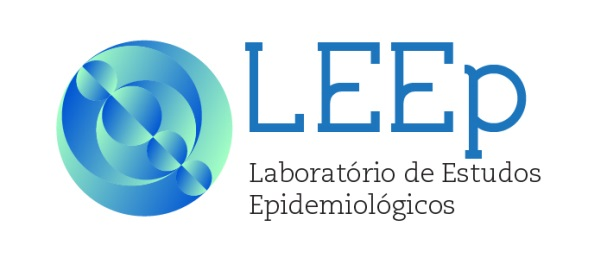 LEEp
Laboratório de Estudos
Epidemiológicos